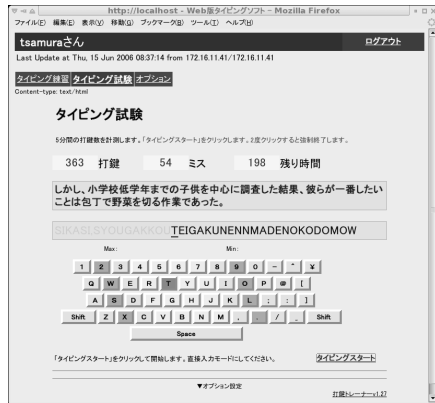 http://localhost - Web版タイピングソフト - Mozilla Firefox
ファイル(F) 編集(E) 表示(V) 移動(G) ブックマーク(B) ツール(T) ヘルプ(H)
tsamuraさん ログアウト
Last Update at Thu, 15 Jun 2006 08:37:14 from 172.16.11.41/172.16.11.41
タイピング練習 タイピング試験 オプション
Content-type: text/html
タイピング試験
5分間の打鍵数を計測します。「タイピングスタート」をクリックします。2度クリックすると強制終了します。
363 打鍵 54 ミス 198 残り時間
しかし、小学校低学年までの子供を中心に調査した結果、彼らが一番したい
ことは包丁で野菜を切る作業であった。
SIKASI,SYOUGAKKOUTEIGAKUNENNMADENOKODOMOW
Max: Min:
1 2 3 4 5 6 7 8 9 0 - ^ ¥
Q W E R T Y U I O P @ [
A S D F G H J K L ; : ]
Shift Z X C V B N M , . / _ Shift
Space
「タイピングスタート」をクリックして開始します。直接入力モードにしてください。 タイピングスタート
▼オプション設定
打鍵トレーナーv1.27